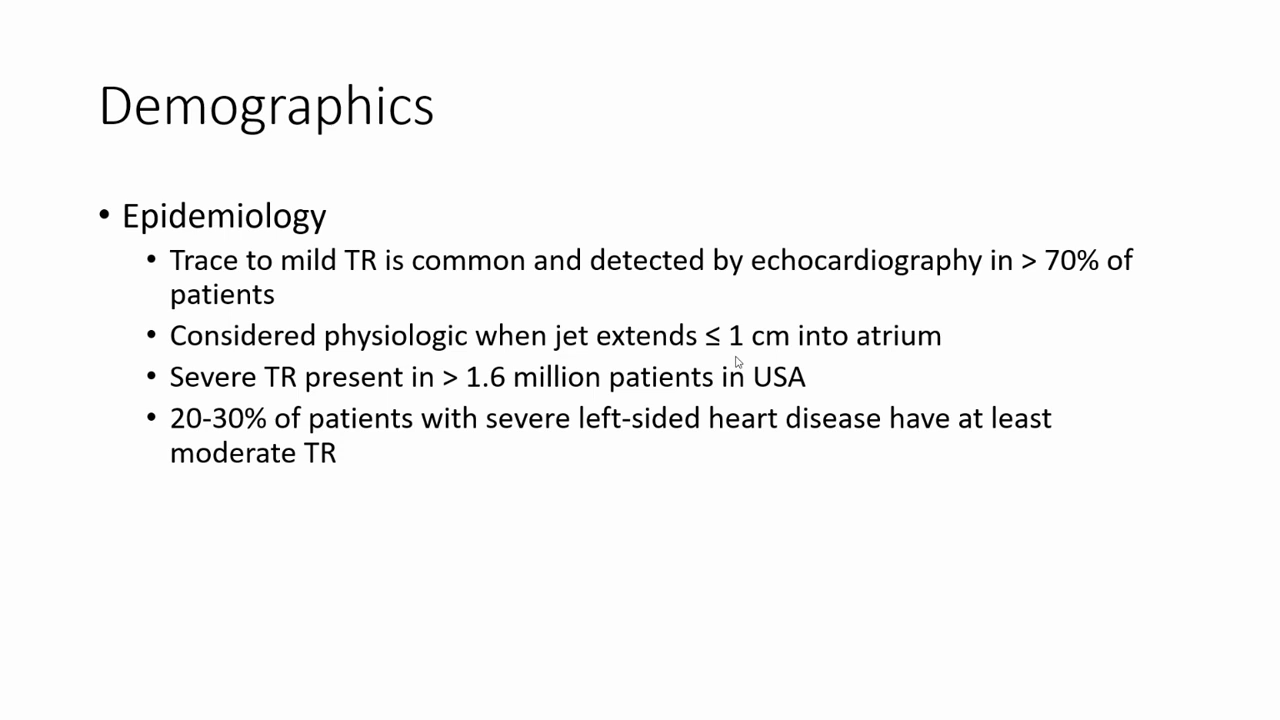 Demographics
• Epidemiology
• Trace to mild TR is common and detected by echocardiography in > 70% of
patients
• Considered physiologic when jet extends ≤ 1 cm into atrium
• Severe TR present in > 1.6 million patients in USA
• 20-30% of patients with severe left-sided heart disease have at least
moderate TR